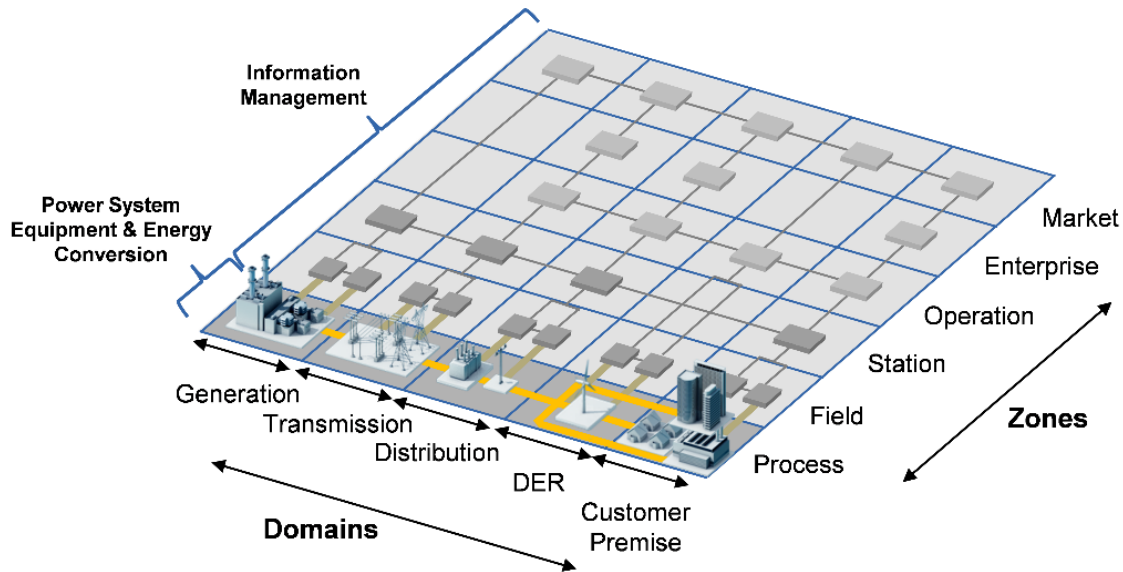 Information
Management
Power System
Equipment & Energy
Conversion
Market
Enterprise
Operation
Station
Field
Process
Zones
Generation
Transmission
Distribution
DER
Customer
Premise
Domains